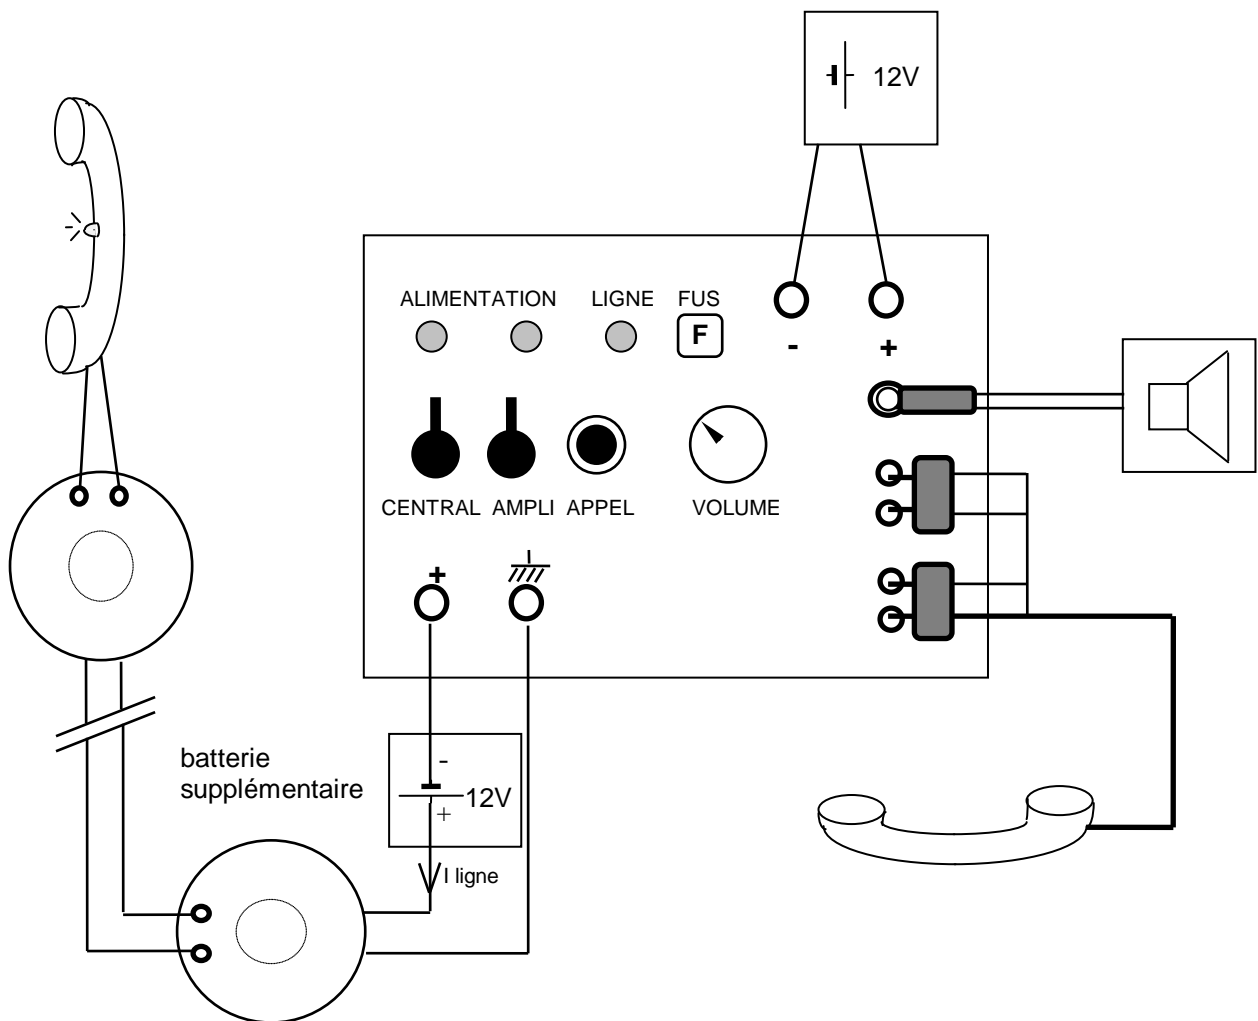 12V
ALIMENTATION LIGNE FUS
F
- +
CENTRAL AMPLI APPEL VOLUME
+
batterie
supplémentaire
-
12V
+
I ligne